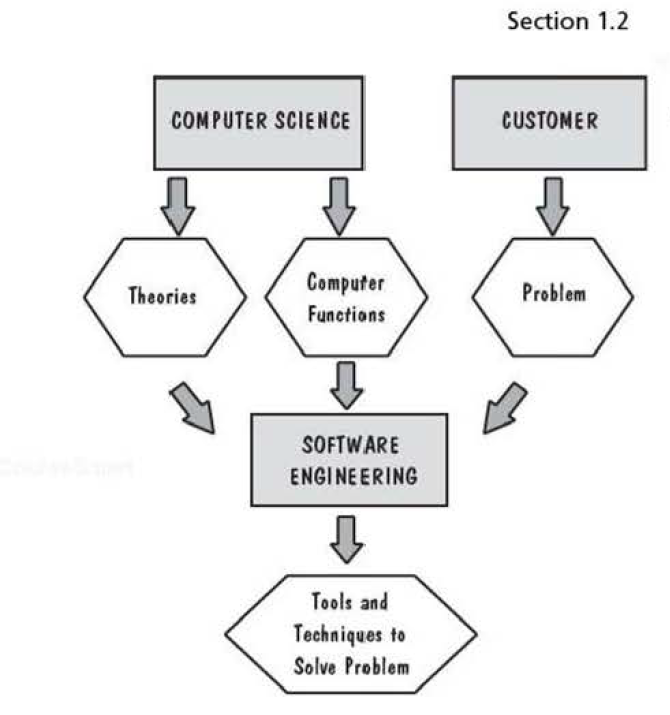 Section 1.2
COMPUTER SCIENCE
CUSTOMER
Theories
Computer
Functions
Problem
SOFTWARE
ENGINEERING
Tools and
Techniques to
Solve Problem